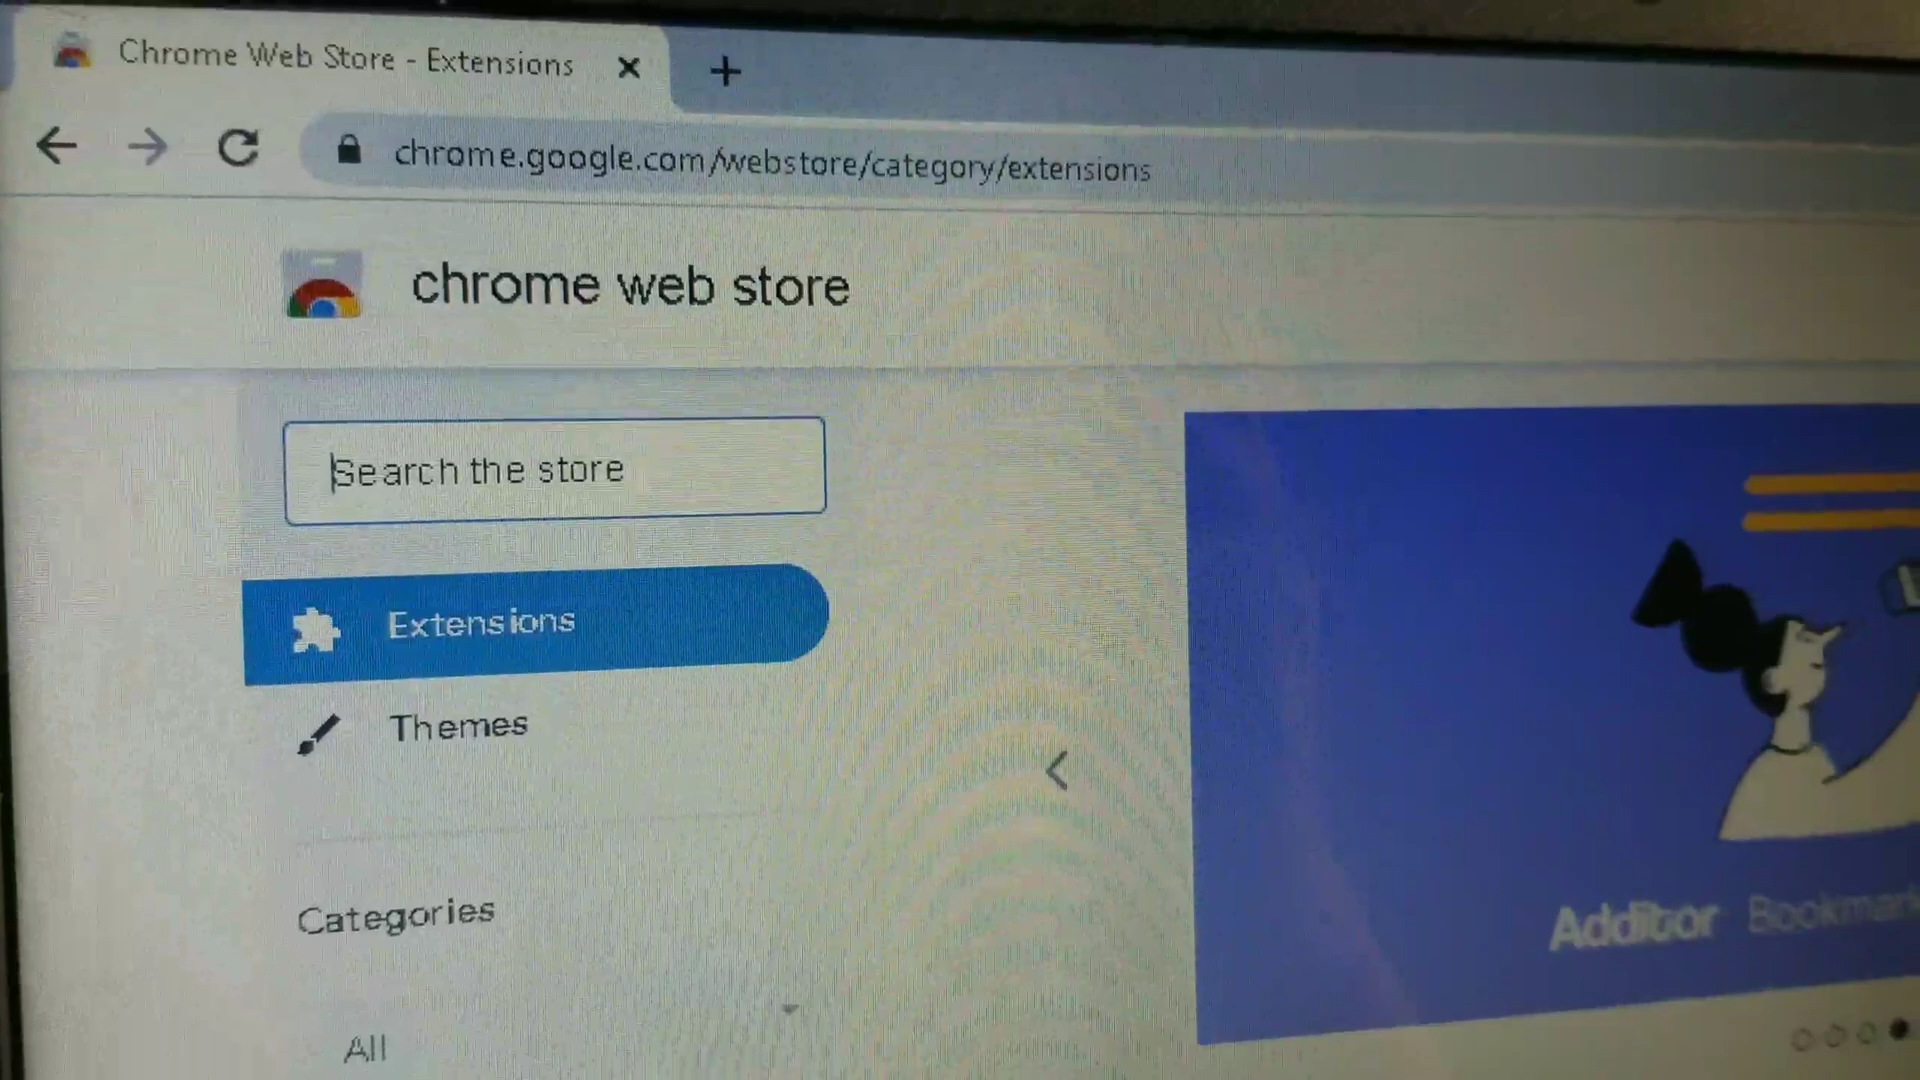 Chrome Web Store - Extensions
chrome.google.com/webstore/category/extensions
chrome web store
Search the store
Extensions
Themes
Categories
All
Additor